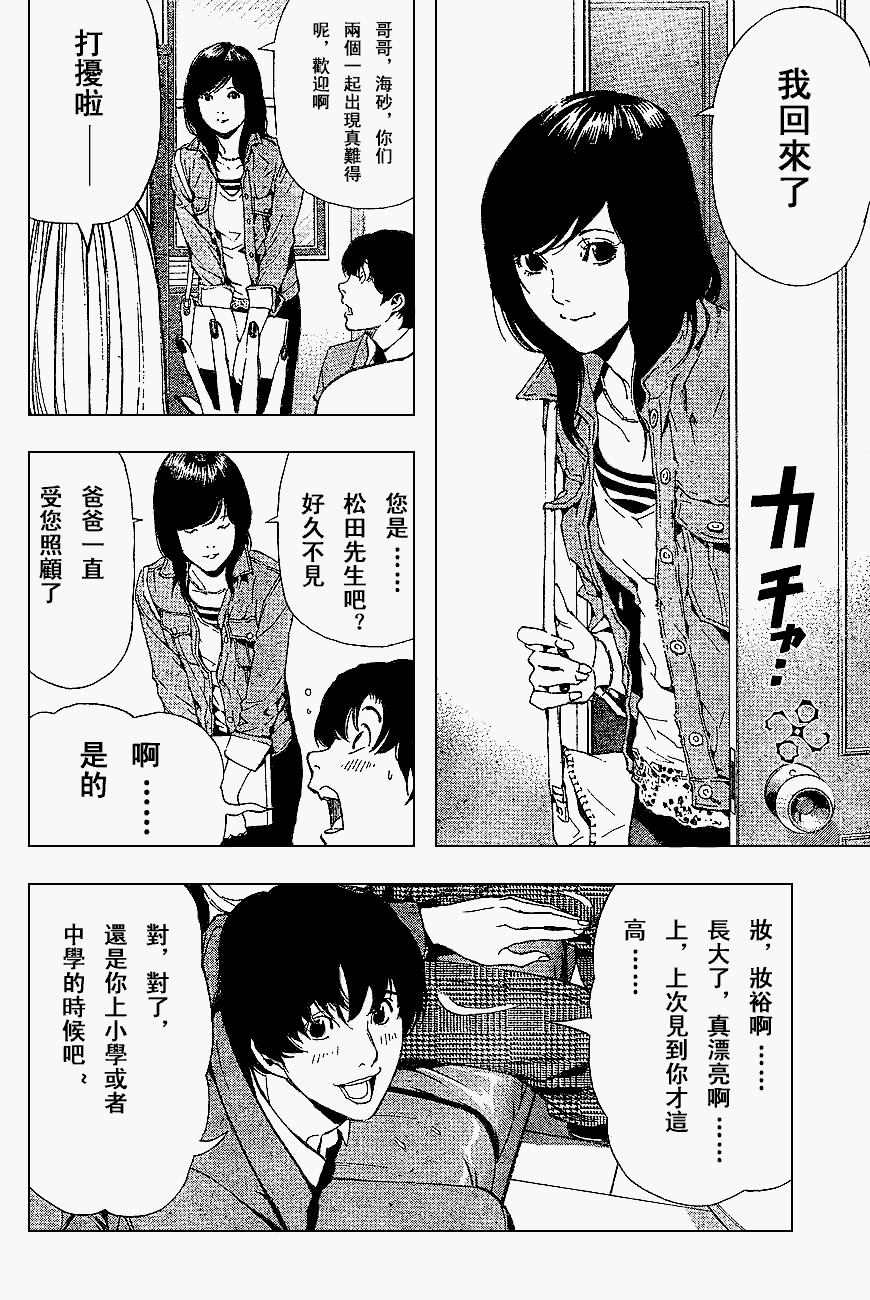 我回來了
カチャ‥
哥哥，海砂，你们
兩個一起出現真難得
呢，歡迎啊
打擾啦——
您是……
松田先生吧？
好久不見
爸爸一直
受您照顧了
啊……
是的
妝，妝裕啊……
長大了，真漂亮啊……
上，上次見到你才這
高……
對，對了，
還是你上小學或者
中學的時候吧~